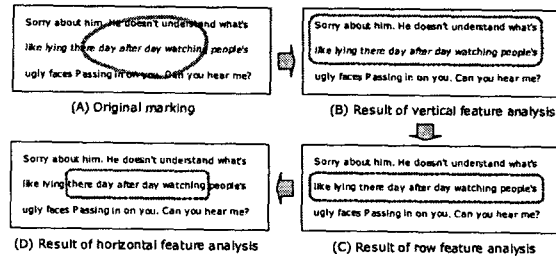 Sorry about him. He doesn't understand what's
like lying there day after day watching people's
ugly faces Passing in on you. Can you hear me?
(A) Original marking
Sorry about him. He doesn't understand what's
like lying there day after day watching people's
ugly faces Passing in on you. Can you hear me?
(B) Result of vertical feature analysis
Sorry about him. He doesn't understand what's
like lying there day after day watching people's
ugly faces Passing in on you. Can you hear me?
(D) Result of horizontal feature analysis
Sorry about him. He doesn't understand what's
like lying there day after day watching people's
ugly faces Passing in on you. Can you hear me?
(C) Result of row feature analysis